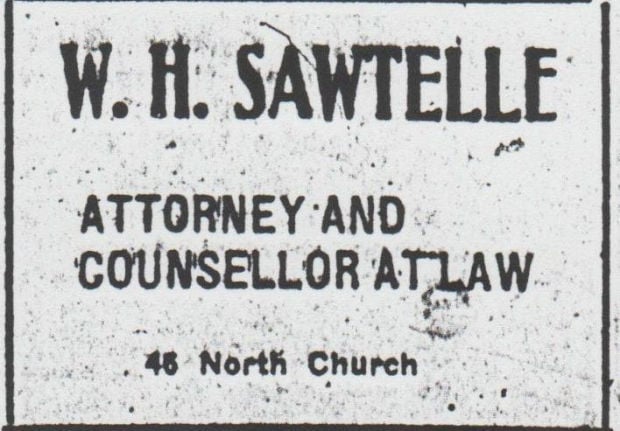 W. H. SAWTELLE
ATTORNEY AND
COUNSELLOR AT LAW
46 North Church